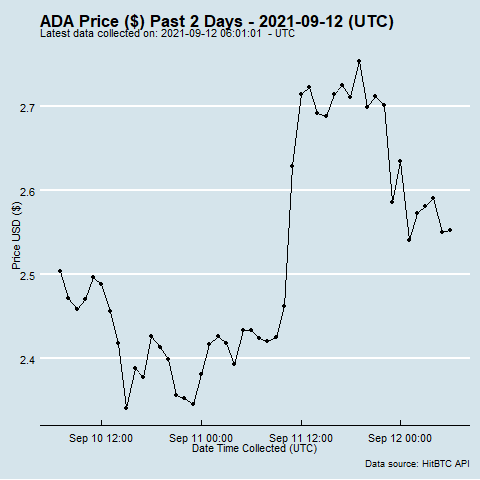 ADA Price ($) Past 2 Days - 2021-09-12 (UTC)
Latest data collected on: 2021-09-12 06:01:01 - UTC
2.7
2.6
2.5
2.4
Price USD ($)
Sep 10 12:00
Sep 11 00:00
Sep 11 12:00
Sep 12 00:00
Date Time Collected (UTC)
Data source: HitBTC API